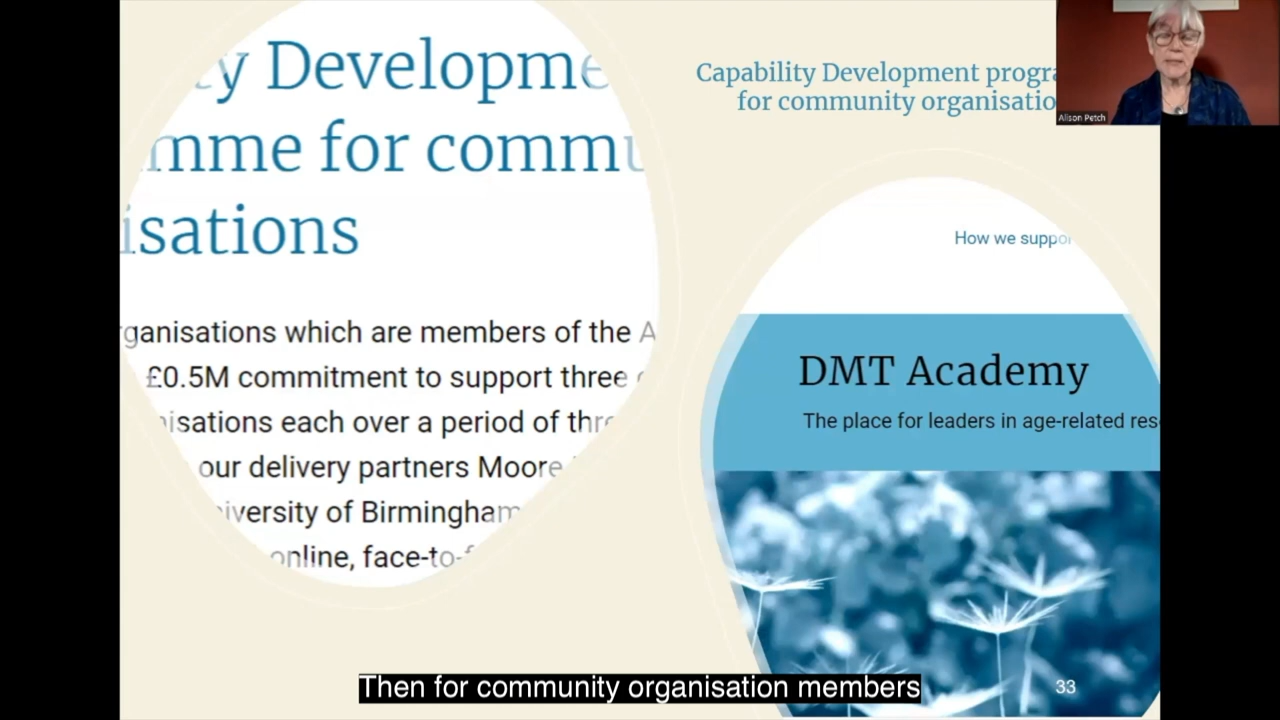 ty Developme
mme for commu
isations
ganisations which are members of the A
£0.5M commitment to support three
isations each over a period of thre
our delivery partners Moore
iversity of Birmingham
online, face-to-f
Capability Development progra
for community organisatio
Alison Petch
How we suppor
DMT Academy
The place for leaders in age-related res
Then for community organisation members
33